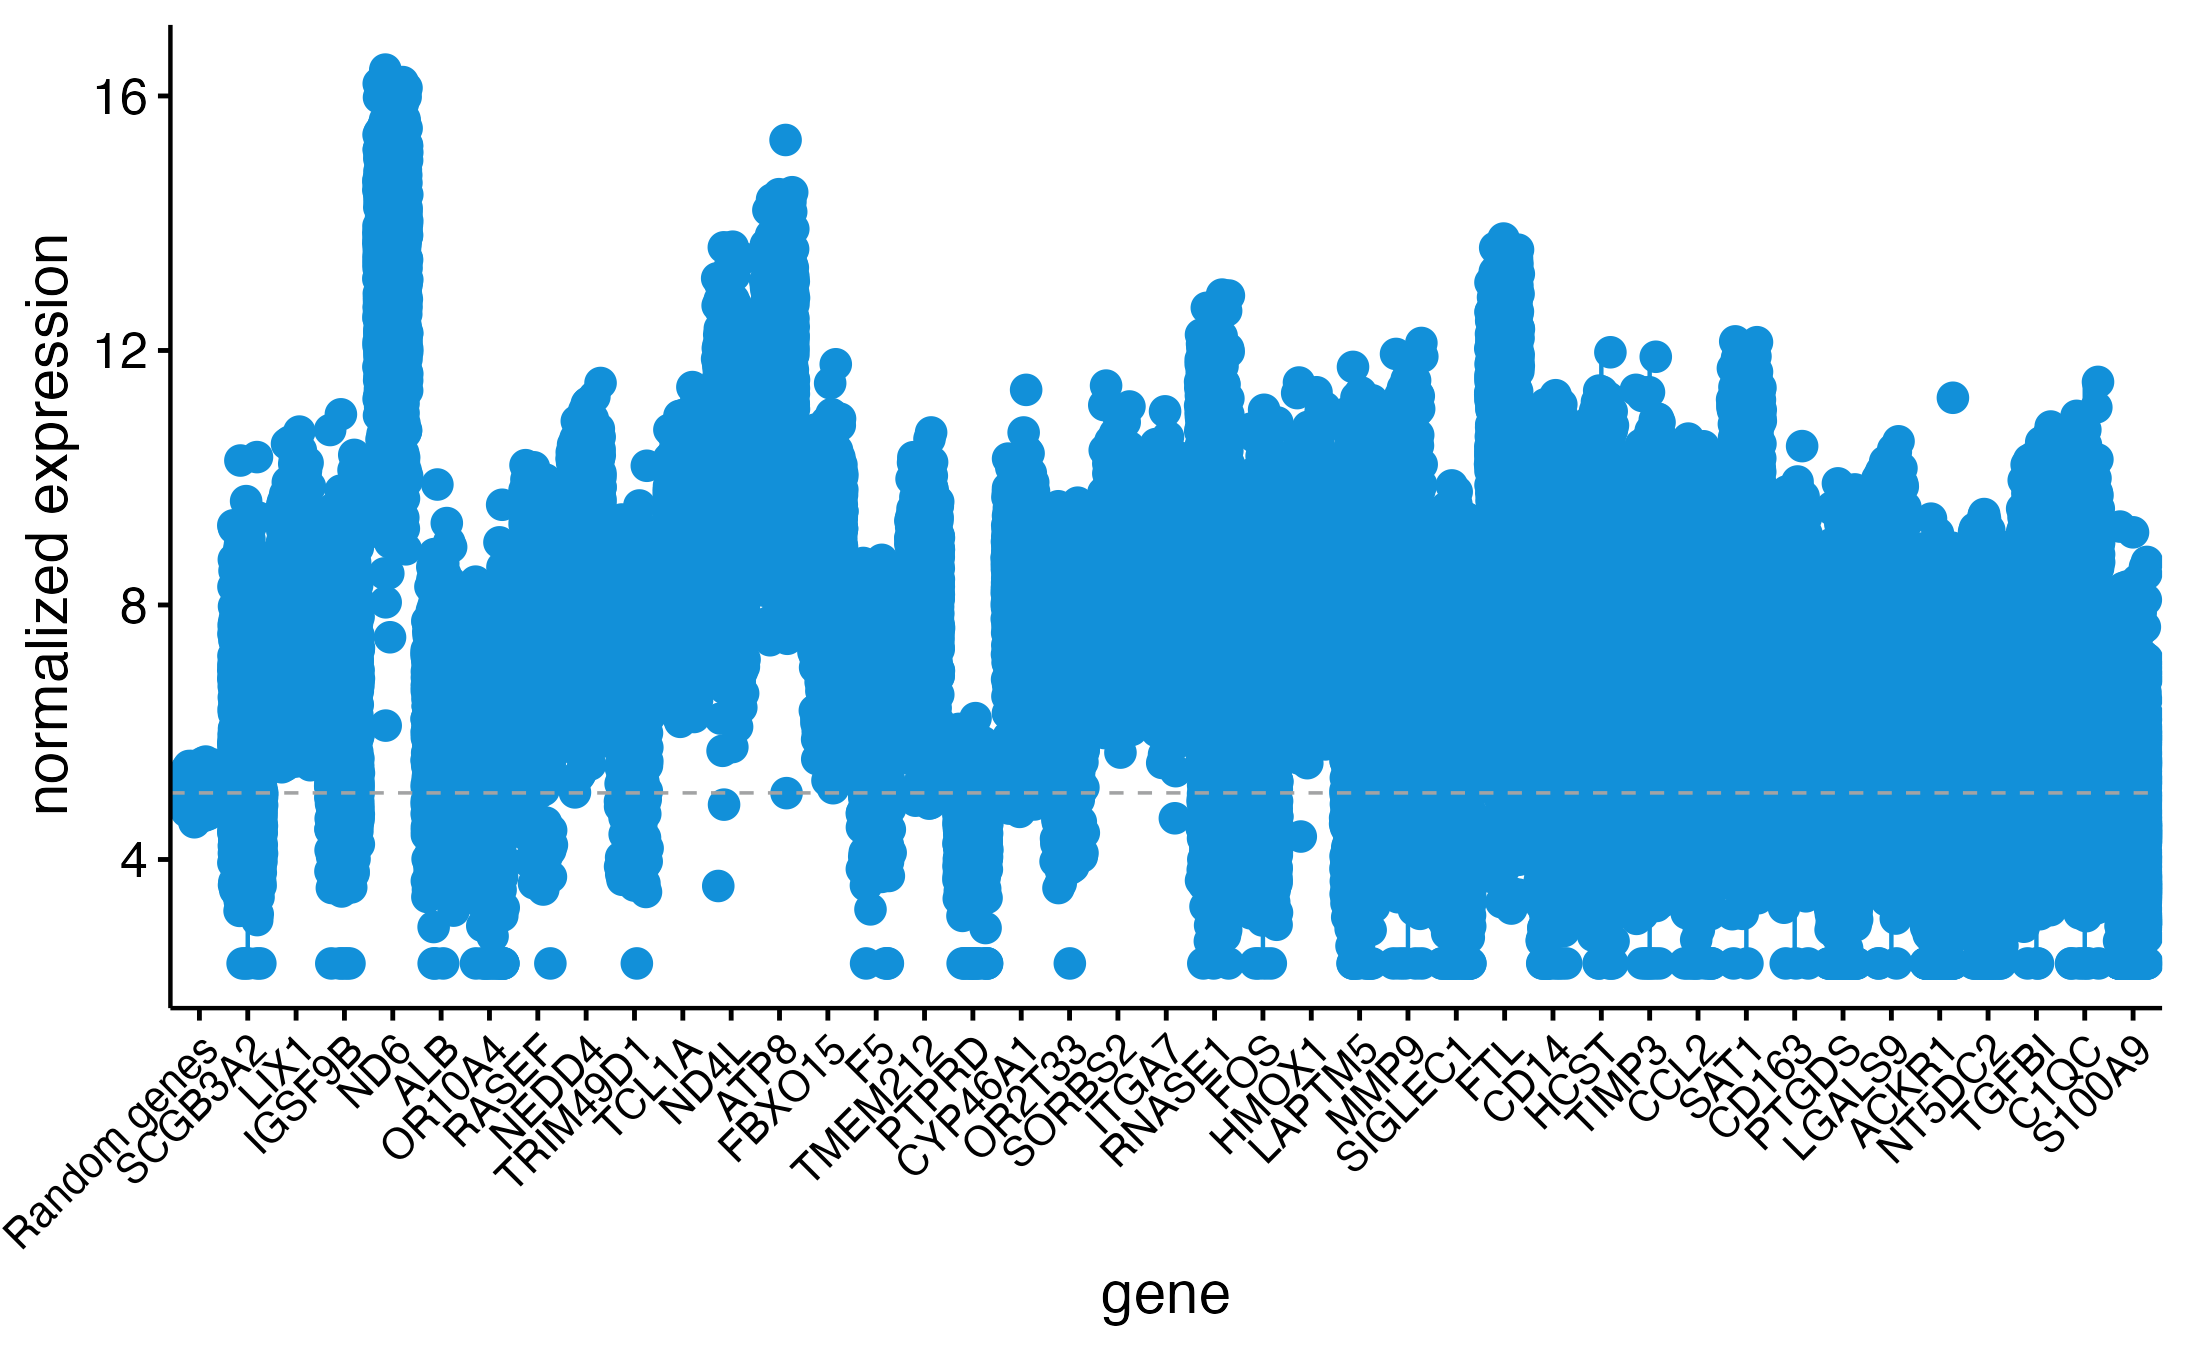 normalized expression
16
12
8
4
Random genes
SCGB3A2
LIX1
IGSF9B
ND6
ALB
OR10A4
RASEF
NEDD4
TRIM49D1
TCL1A
ND4L
ATP8
FBXO15
F5
TMEM212
PTPRD
CYP46A1
OR2T33
SORBS2
ITGA7
RNASE1
FOS
HMOX1
LAPTM5
MMP9
SIGLEC1
FTL
CD14
HCST
TIMP3
CCL2
SAT1
CD163
PTGDS
LGALS9
ACKR1
NT5DC2
TGFBI
C1QC
S100A9
gene